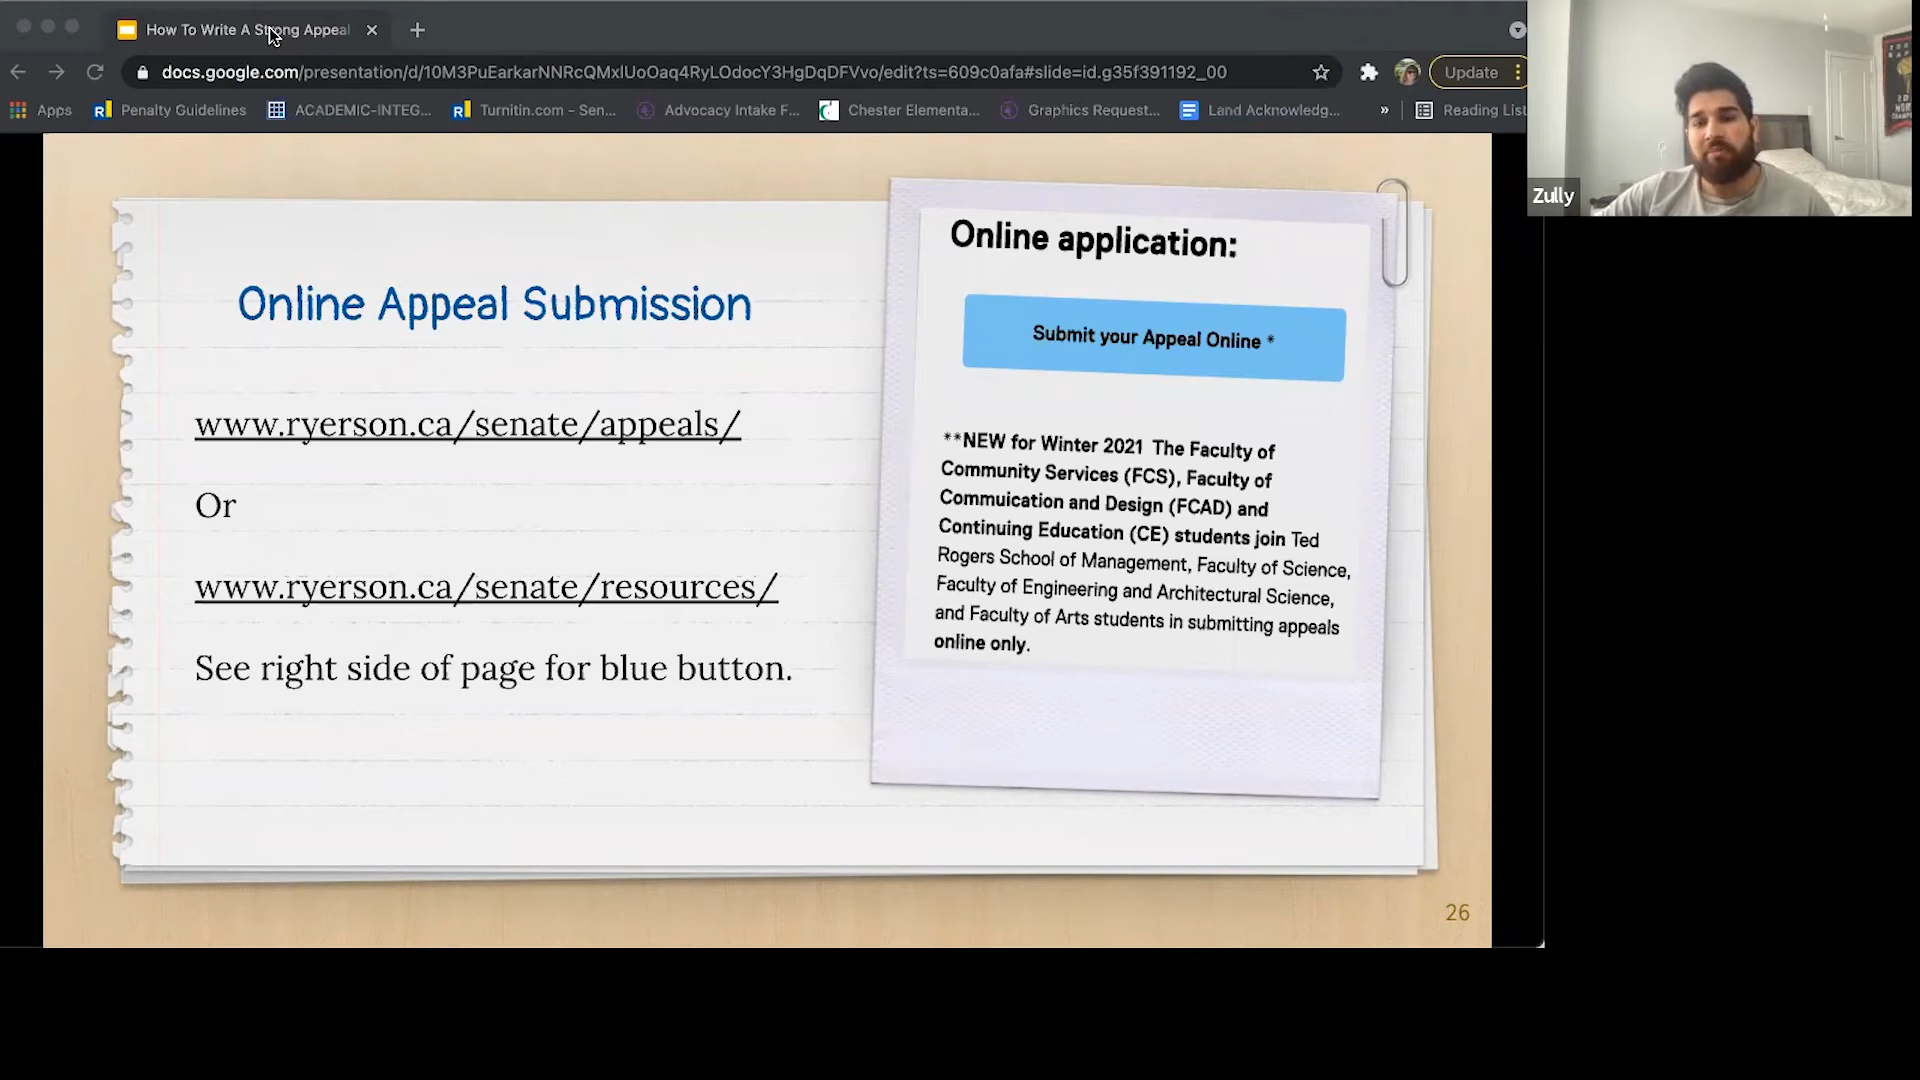 How To Write A Strong Appeal
docs.google.com/presentation/d/10M3PuEarkarNNRcQMxlUoOaq4RyLOdocY3HgDqDFVvo/edit?ts=609c0afa#slide=id.g35f391192_00
Update
Apps
Penalty Guidelines
ACADEMIC-INTEG...
Turnitin.com - Sen...
Advocacy Intake F...
Chester Elementa...
Graphics Request...
Land Acknowledg...
»
Reading List
Zully
Online Appeal Submission
www.ryerson.ca/senate/appeals/
Or
www.ryerson.ca/senate/resources/
See right side of page for blue button.
Online application:
Submit your Appeal Online *
**NEW for Winter 2021 The Faculty of
Community Services (FCS), Faculty of
Commuication and Design (FCAD) and
Continuing Education (CE) students join Ted
Rogers School of Management, Faculty of Science,
Faculty of Engineering and Architectural Science,
and Faculty of Arts students in submitting appeals
online only.
26